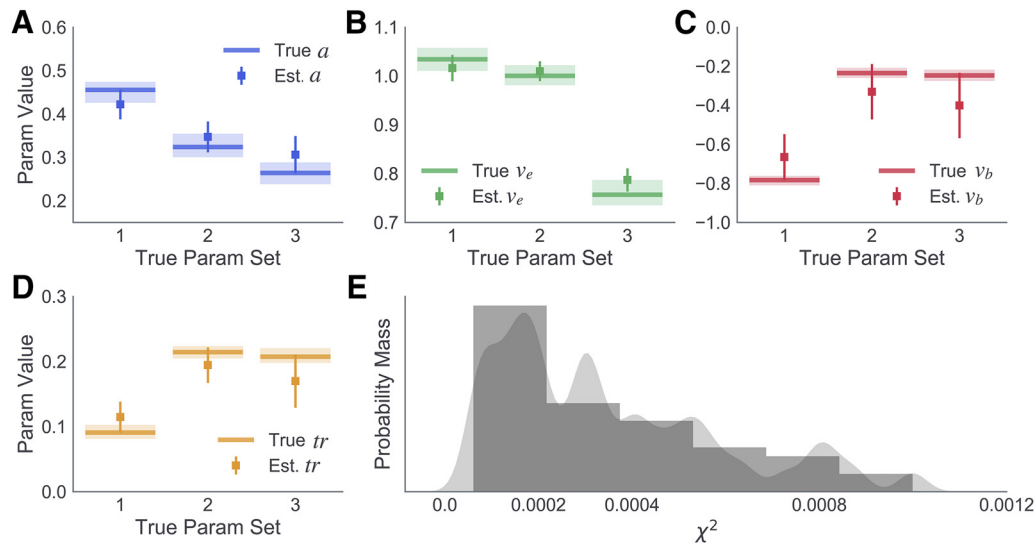 A
0.6
0.5
0.4
0.3
0.2
Param Value
True a
Est. a
1 2 3
True Param Set
B
1.1
1.0
0.9
0.8
0.7
True vₑ
Est. vₑ
1 2 3
True Param Set
C
−0.0
−0.2
−0.4
−0.6
−0.8
−1.0
True v_b
Est. v_b
1 2 3
True Param Set
D
0.3
0.2
0.1
0.0
Param Value
True tr
Est. tr
1 2 3
True Param Set
E
Probability Mass
0.0 0.0002 0.0004 0.0008 0.0012
χ²